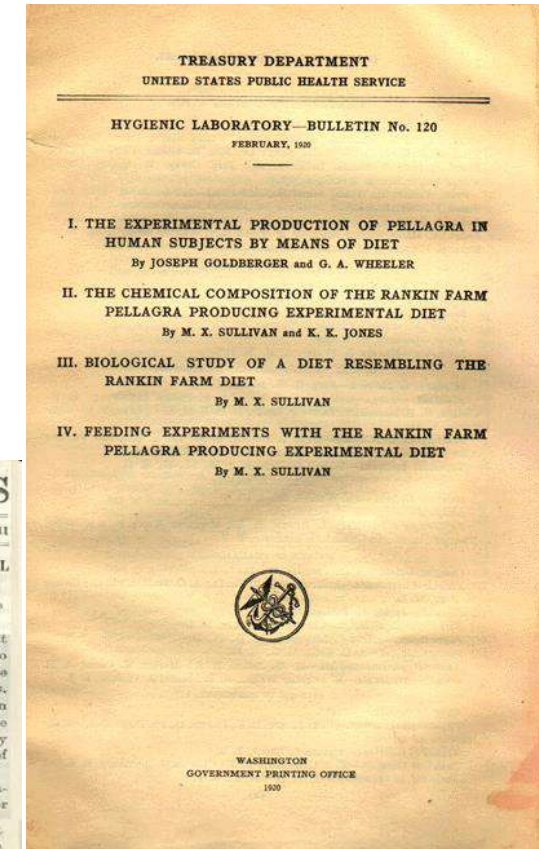 TREASURY DEPARTMENT
UNITED STATES PUBLIC HEALTH SERVICE
HYGIENIC LABORATORY—BULLETIN No. 120
FEBRUARY, 1920
I. THE EXPERIMENTAL PRODUCTION OF PELLAGRA IN
HUMAN SUBJECTS BY MEANS OF DIET
By JOSEPH GOLDBERGER and G. A. WHEELER
II. THE CHEMICAL COMPOSITION OF THE RANKIN FARM
PELLAGRA PRODUCING EXPERIMENTAL DIET
By M. X. SULLIVAN and K. K. JONES
III. BIOLOGICAL STUDY OF A DIET RESEMBLING THE
RANKIN FARM DIET
By M. X. SULLIVAN
IV. FEEDING EXPERIMENTS WITH THE RANKIN FARM
PELLAGRA PRODUCING EXPERIMENTAL DIET
By M. X. SULLIVAN
WASHINGTON
GOVERNMENT PRINTING OFFICE
1920